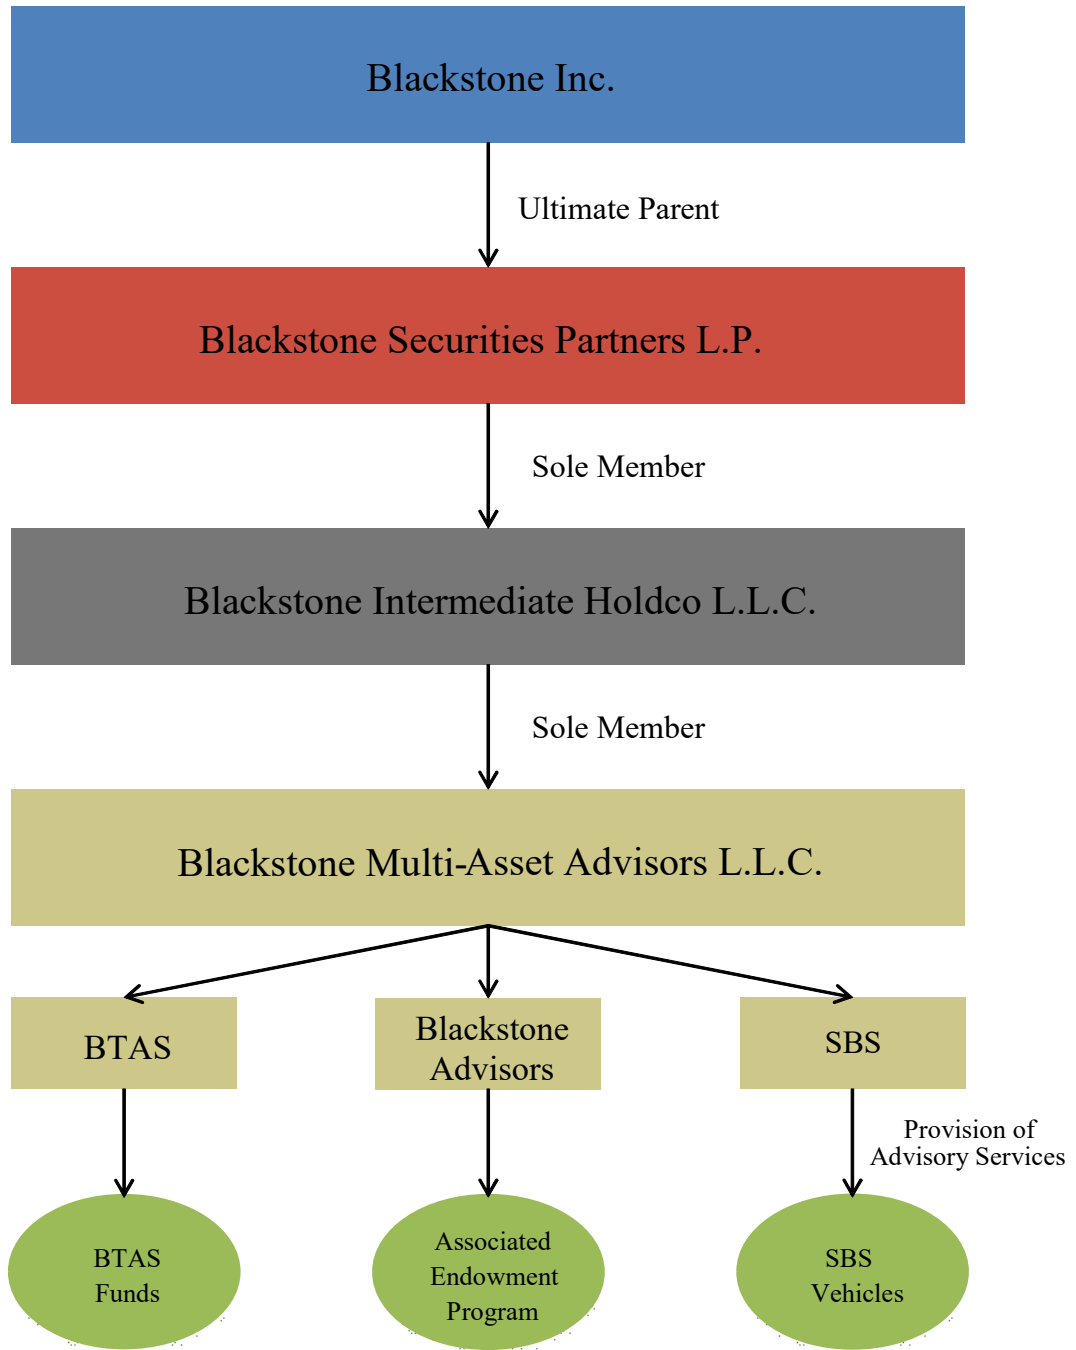 Blackstone Inc.
Ultimate Parent
Blackstone Securities Partners L.P.
Sole Member
Blackstone Intermediate Holdco L.L.C.
Sole Member
Blackstone Multi-Asset Advisors L.L.C.
BTAS
Blackstone
Advisors
SBS
Provision of
Advisory Services
BTAS
Funds
Associated
Endowment
Program
SBS
Vehicles